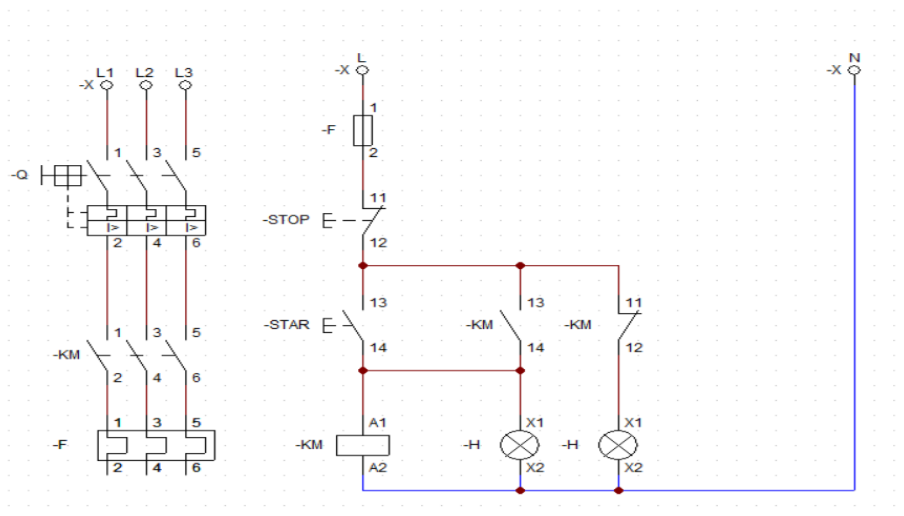 L
N
-X
-X
L1 L2 L3
-X
1
-F
2
1 3 5
-Q
11
-STOP
I> I> I>
12
2 4 6
13
13
11
-STAR
-KM
-KM
1 3 5
14
14
12
-KM
2 4 6
1 3 5
A1
X1
X1
-F
-KM
-H
-H
2 4 6
A2
X2
X2